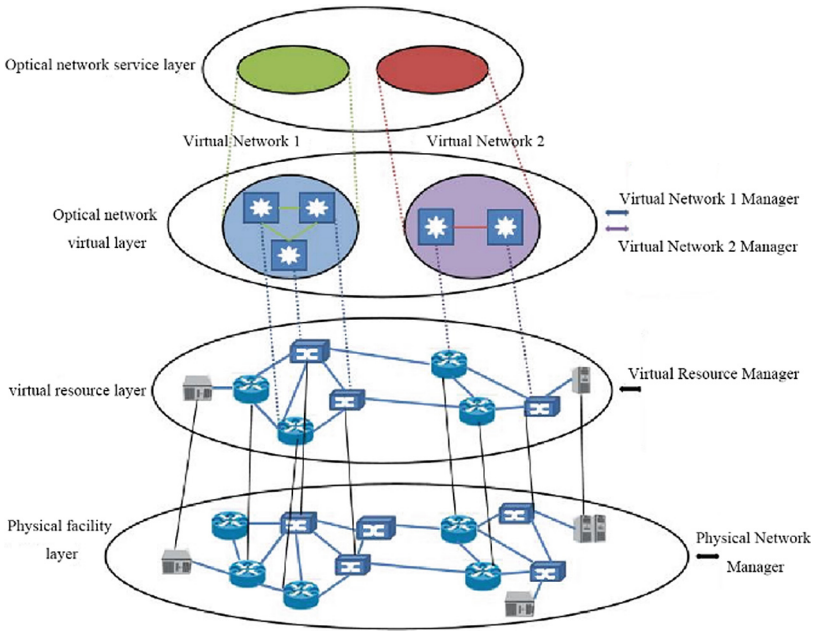 Optical network service layer
Virtual Network 1
Virtual Network 2
Optical network
virtual layer
Virtual Network 1 Manager
Virtual Network 2 Manager
virtual resource layer
Virtual Resource Manager
Physical facility
layer
Physical Network
Manager